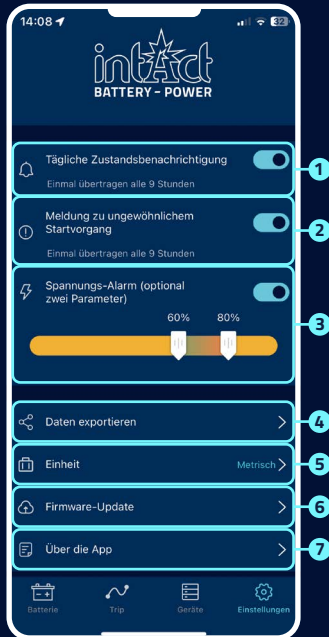 14:08
32
intAct
BATTERY - POWER
Tägliche Zustandsbenachrichtigung
Einmal übertragen alle 9 Stunden
1
Meldung zu ungewöhnlichem
Startvorgang
Einmal übertragen alle 9 Stunden
2
Spannungs-Alarm (optional
zwei Parameter)
60% 80%
3
Daten exportieren
4
Einheit Metrisch
5
Firmware-Update
6
Über die App
7
Batterie Trip Geräte Einstellungen